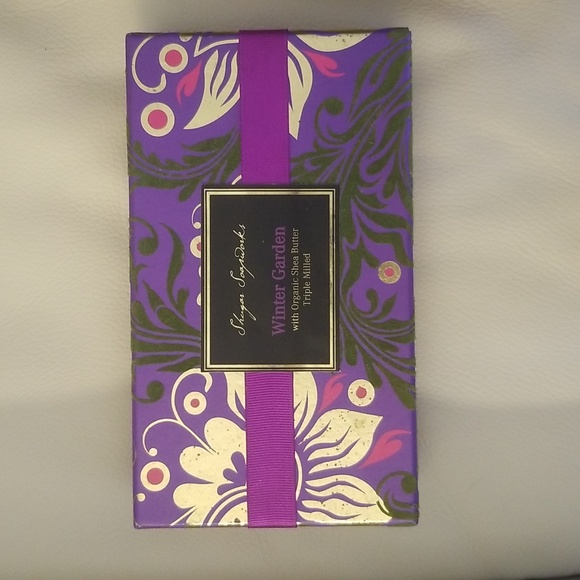 Shugar Soapworks
Winter Garden
with Organic Shea Butter
Triple Milled